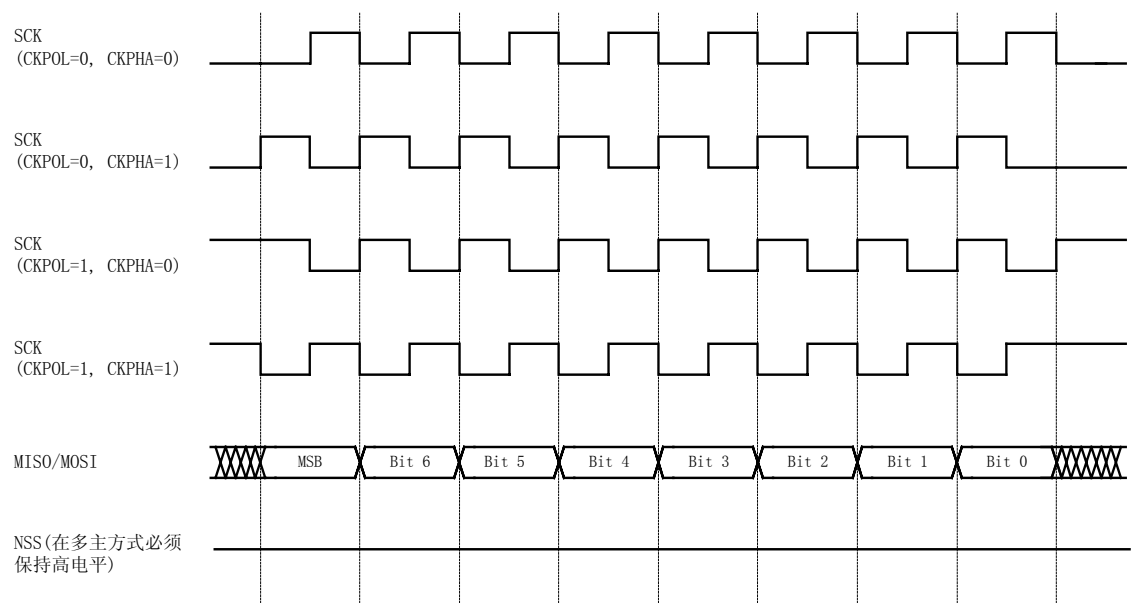 SCK
(CKPOL=0, CKPHA=0)
SCK
(CKPOL=0, CKPHA=1)
SCK
(CKPOL=1, CKPHA=0)
SCK
(CKPOL=1, CKPHA=1)
MISO/MOSI
MSB Bit 6 Bit 5 Bit 4 Bit 3 Bit 2 Bit 1 Bit 0
NSS(在多主方式必须
保持高电平)